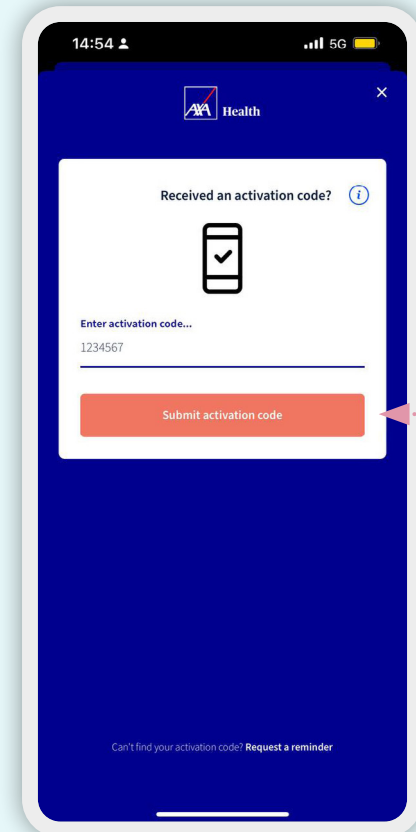 14:54
5G
AXA Health
Received an activation code?
i
Enter activation code...
1234567
Submit activation code
Can't find your activation code? Request a reminder